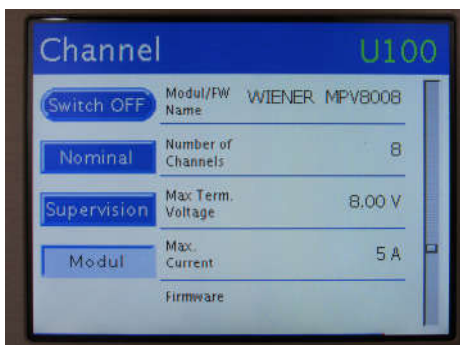 Channel U100
Switch OFF
Modul/FW
Name
WIENER MPV8008
Nominal
Number of
Channels
8
Supervision
Max Term.
Voltage
8.00 V
Modul
Max.
Current
5 A
Firmware